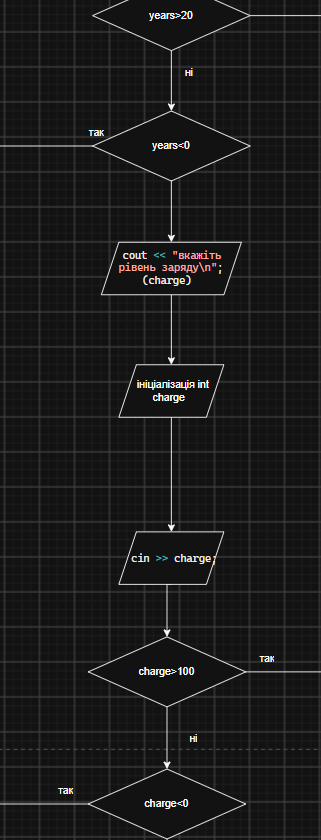 years>20
ні
так
years<0
cout << "вкажіть
рівень заряду\n";
(charge)
ініціалізація int
charge
cin >> charge;
charge>100
так
ні
так
charge<0